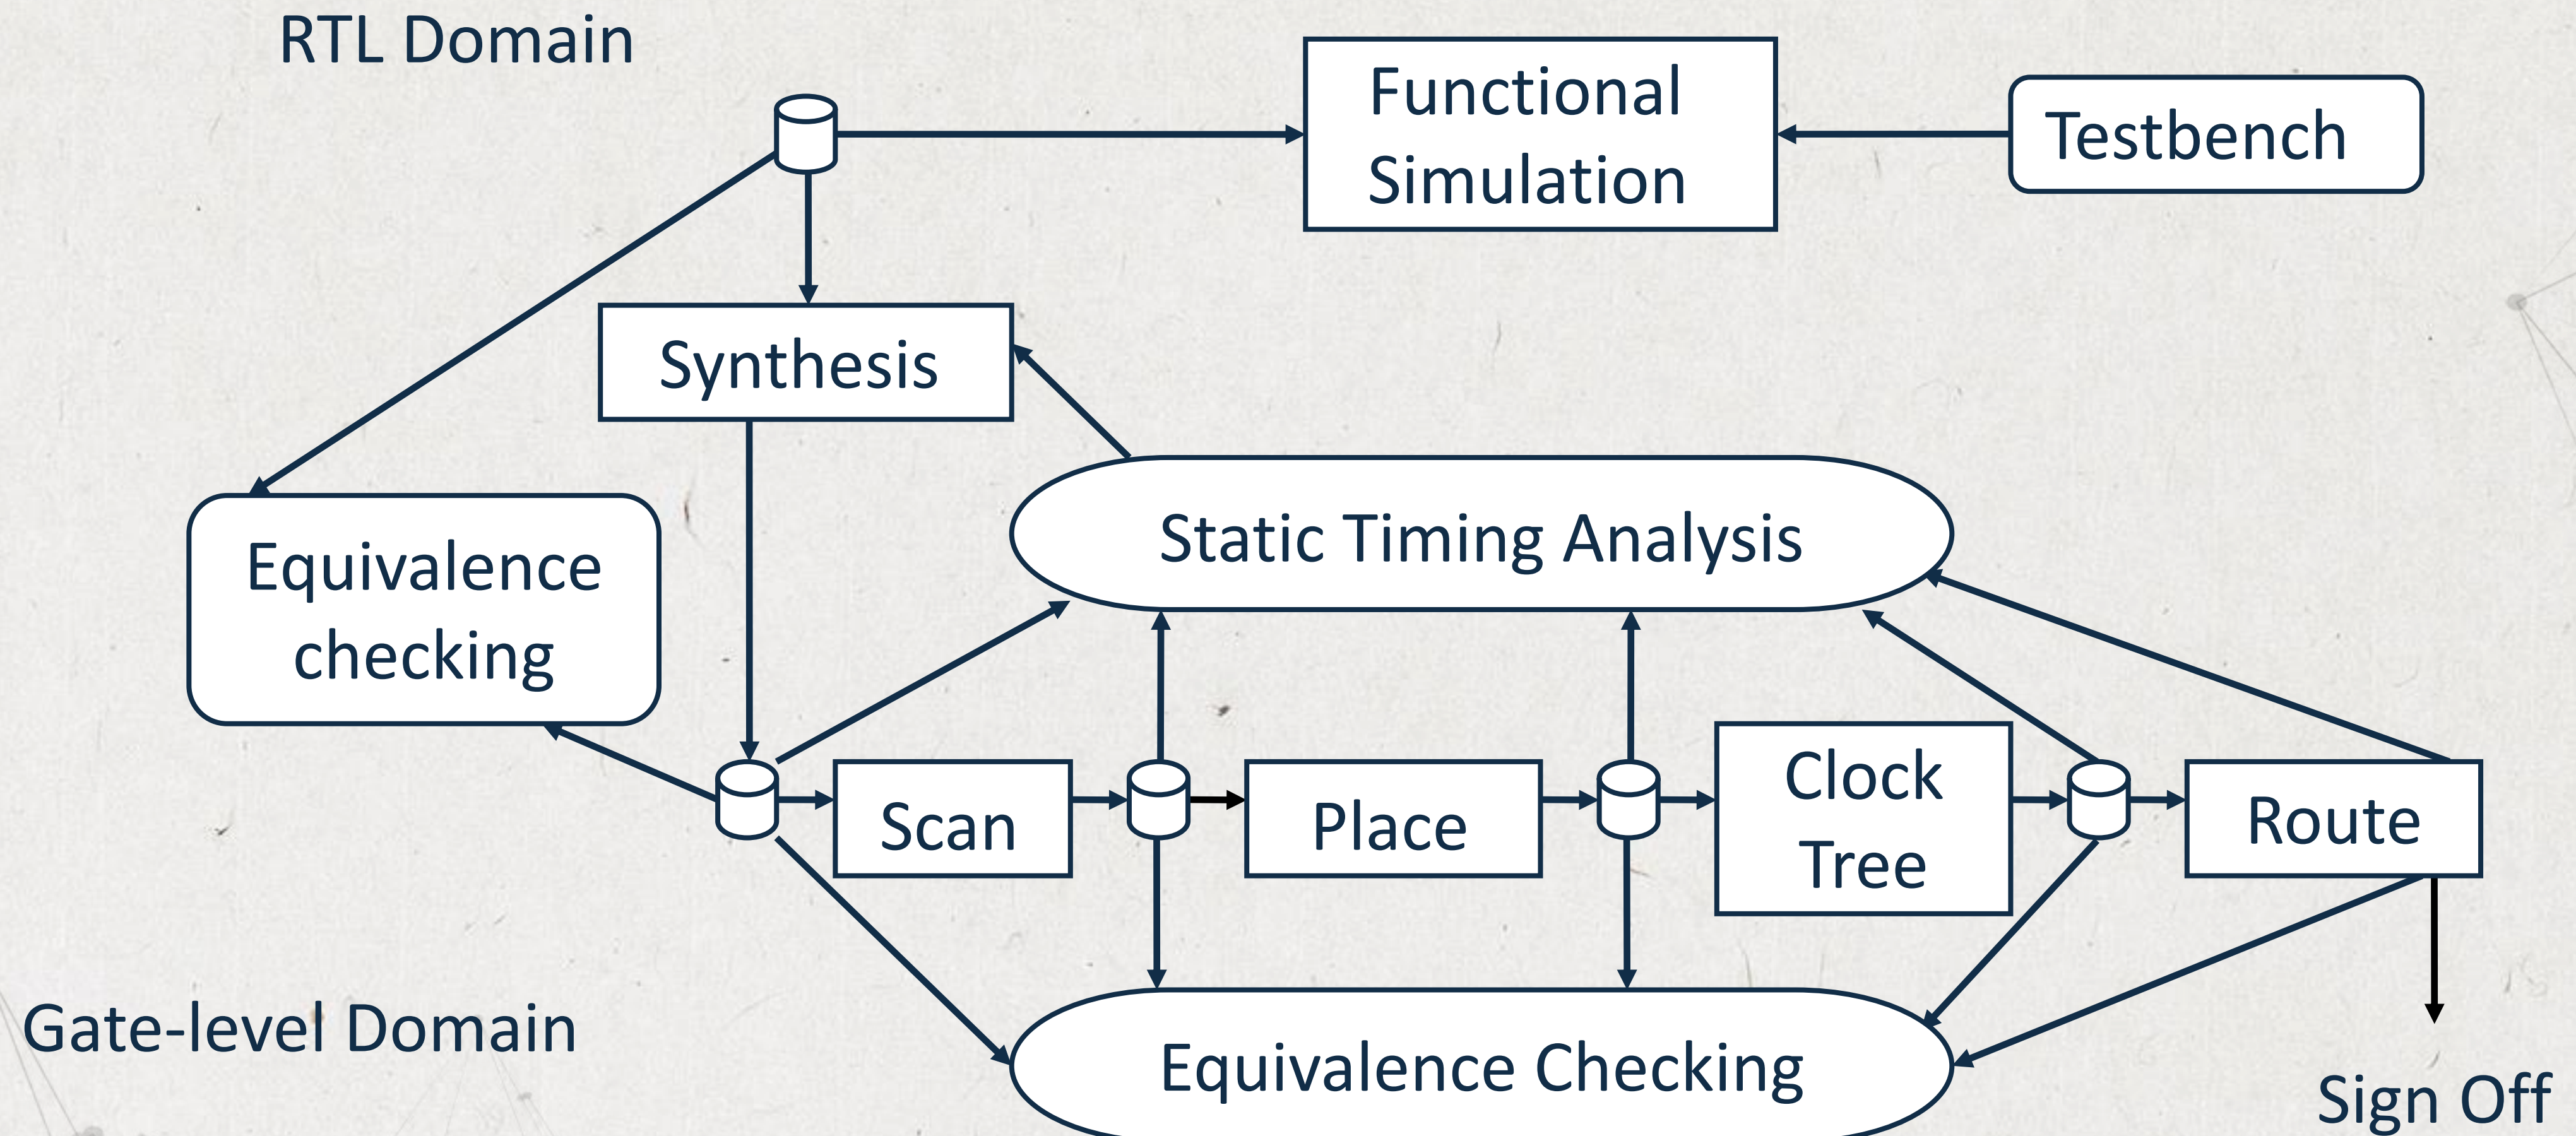 RTL Domain
Functional
Simulation
Testbench
Synthesis
Static Timing Analysis
Equivalence
checking
Scan
Place
Clock
Tree
Route
Gate-level Domain
Equivalence Checking
Sign Off